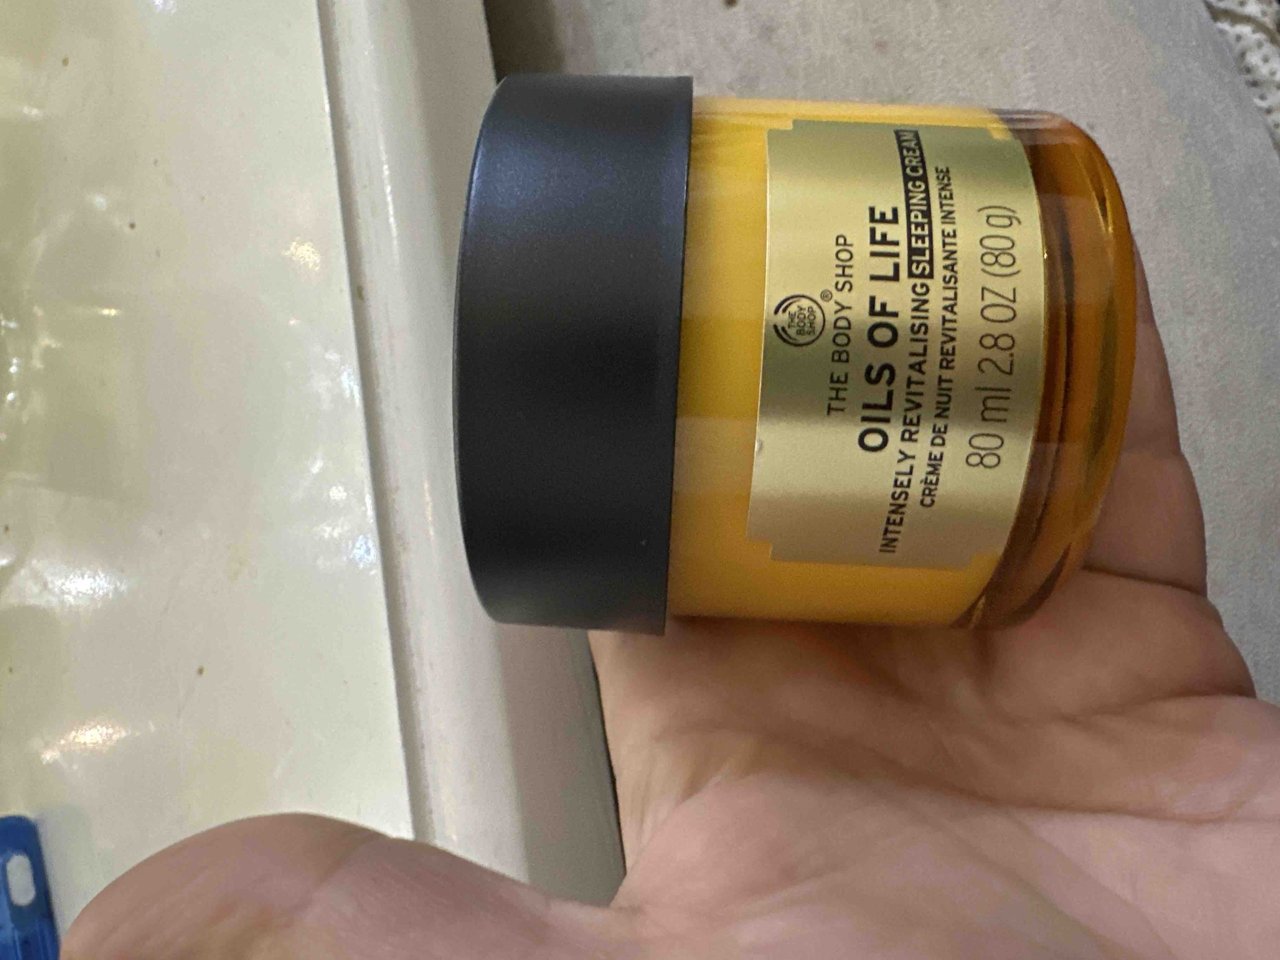 THE
BODY
SHOP
®
THE BODY SHOP
OILS OF LIFE
INTENSELY REVITALISING SLEEPING CREAM
CRÈME DE NUIT REVITALISANTE INTENSE
80 ml 2.8 OZ (80 g)